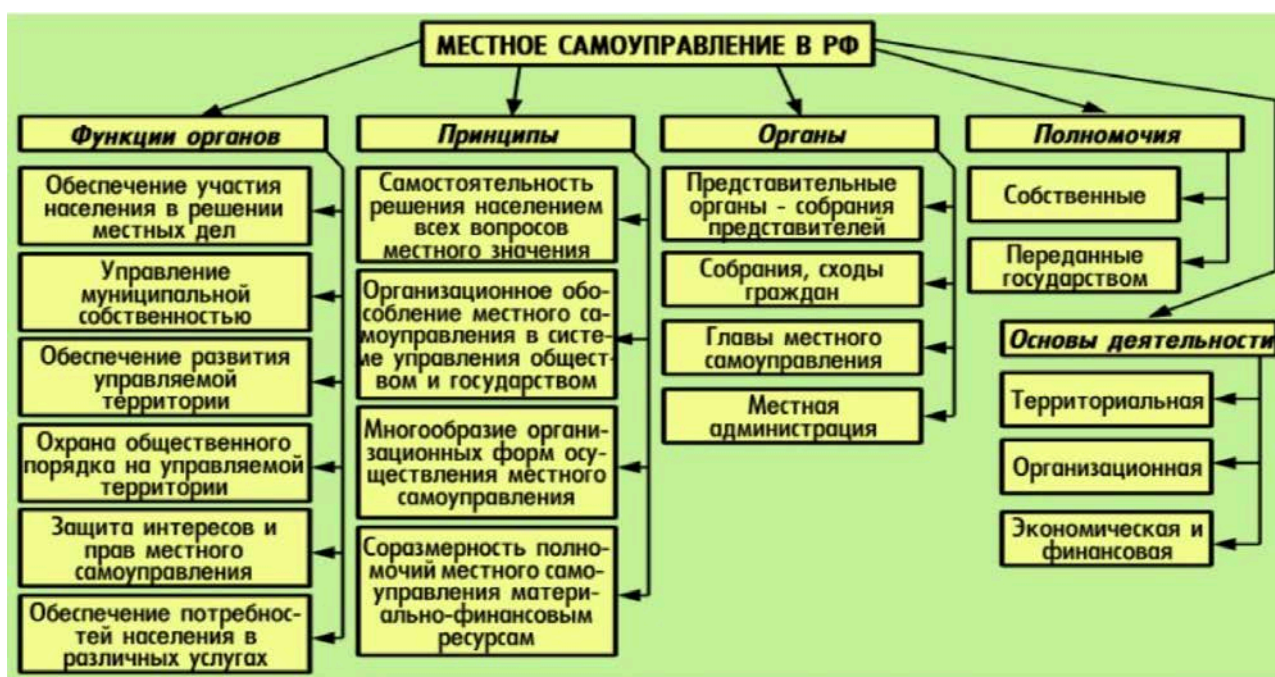 МЕСТНОЕ САМОУПРАВЛЕНИЕ В РФ
Функции органов
Обеспечение участия
населения в решении
местных дел
Управление
муниципальной
собственностью
Обеспечение развития
управляемой
территории
Охрана общественного
порядка на управляемой
территории
Защита интересов и
прав местного
самоуправления
Обеспечение потребнос-
тей населения в
различных услугах
Принципы
Самостоятельность
решения населением
всех вопросов
местного значения
Организационное обо-
собление местного са-
моуправления в систе-
ме управления общест-
вом и государством
Многообразие органи-
зационных форм осу-
ществления местного
самоуправления
Соразмерность полно-
мочий местного само-
управления матери-
ально-финансовым
ресурсам
Органы
Представительные
органы - собрания
представителей
Собрания, сходы
граждан
Главы местного
самоуправления
Местная
администрация
Полномочия
Собственные
Переданные
государством
Основы деятельности
Территориальная
Организационная
Экономическая и
финансовая